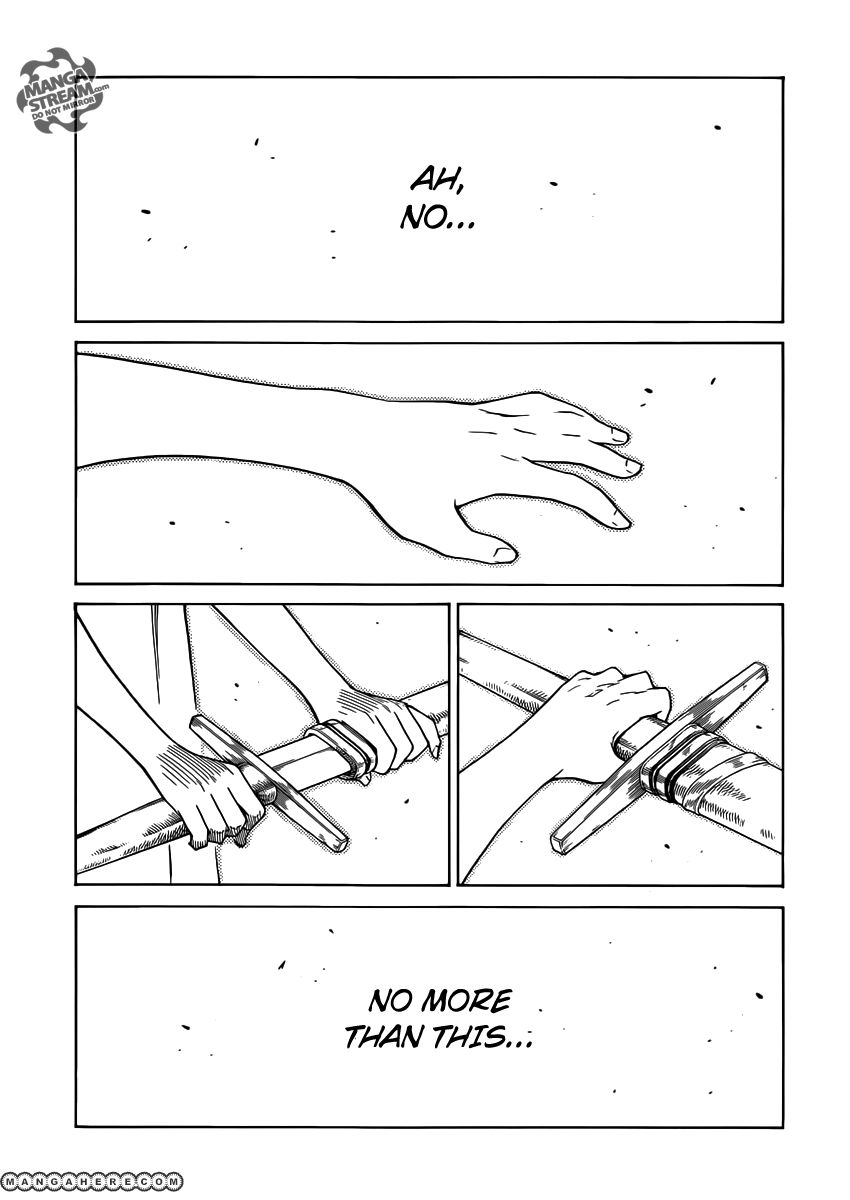 MANGA
STREAM.com
DO NOT MIRROR
AH,
NO...
NO MORE
THAN THIS...
MANGAHERE.COM